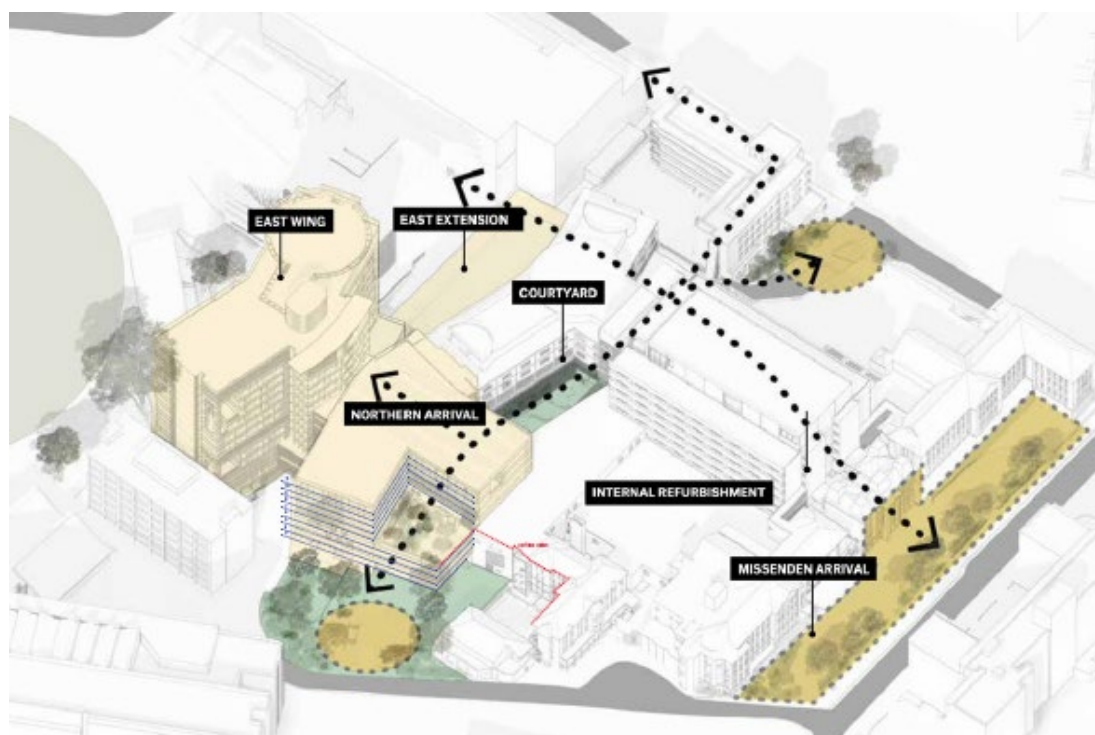 EAST WING
EAST EXTENSION
COURTYARD
NORTHERN ARRIVAL
INTERNAL REFURBISHMENT
MISSENDEN ARRIVAL